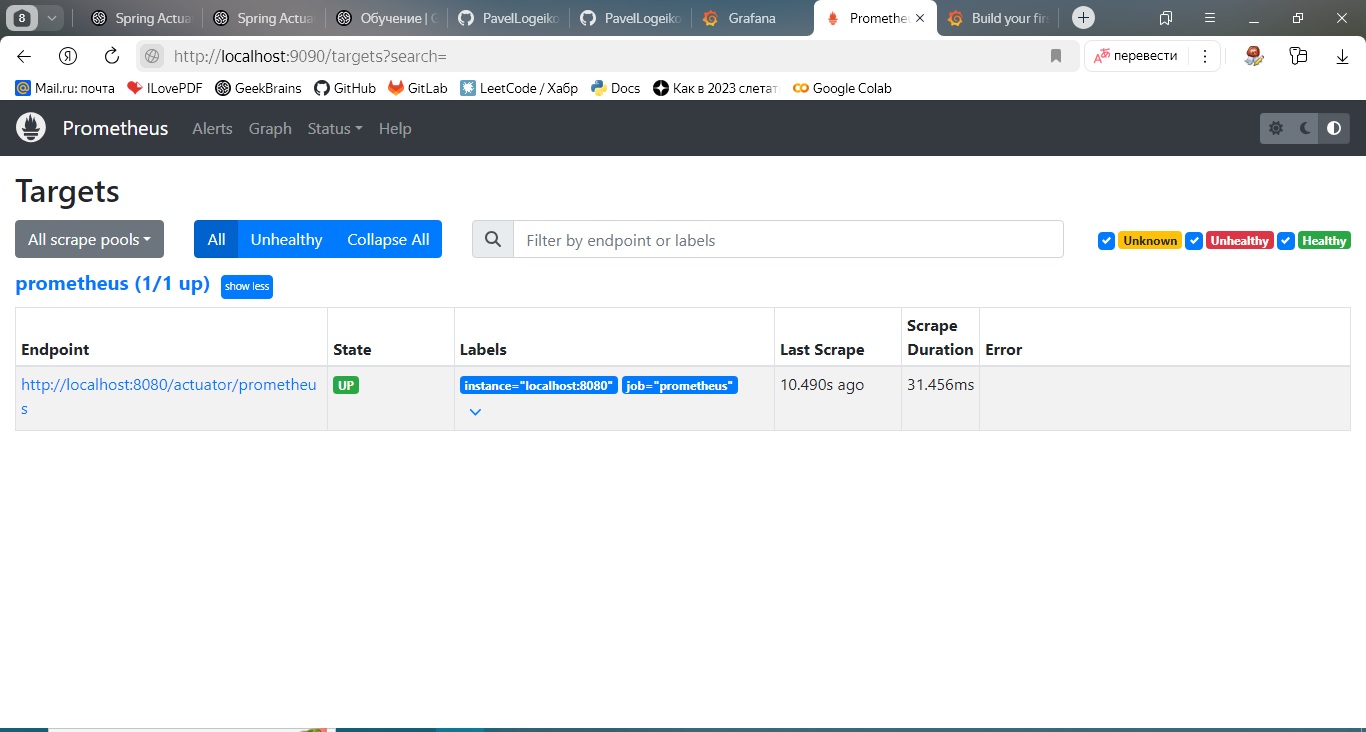 8 Spring Actua Spring Actua Обучение | G PavelLogeiko PavelLogeiko Grafana Prometheu Build your firs
http://localhost:9090/targets?search= перевести
Mail.ru: почта ILovePDF GeekBrains GitHub GitLab LeetCode / Хабр Docs Как в 2023 слетат Google Colab
Prometheus Alerts Graph Status Help
Targets
All scrape pools All Unhealthy Collapse All Filter by endpoint or labels Unknown Unhealthy Healthy
prometheus (1/1 up) show less
Endpoint State Labels Last Scrape Scrape Duration Error
http://localhost:8080/actuator/prometheu UP instance="localhost:8080" job="prometheus" 10.490s ago 31.456ms
s